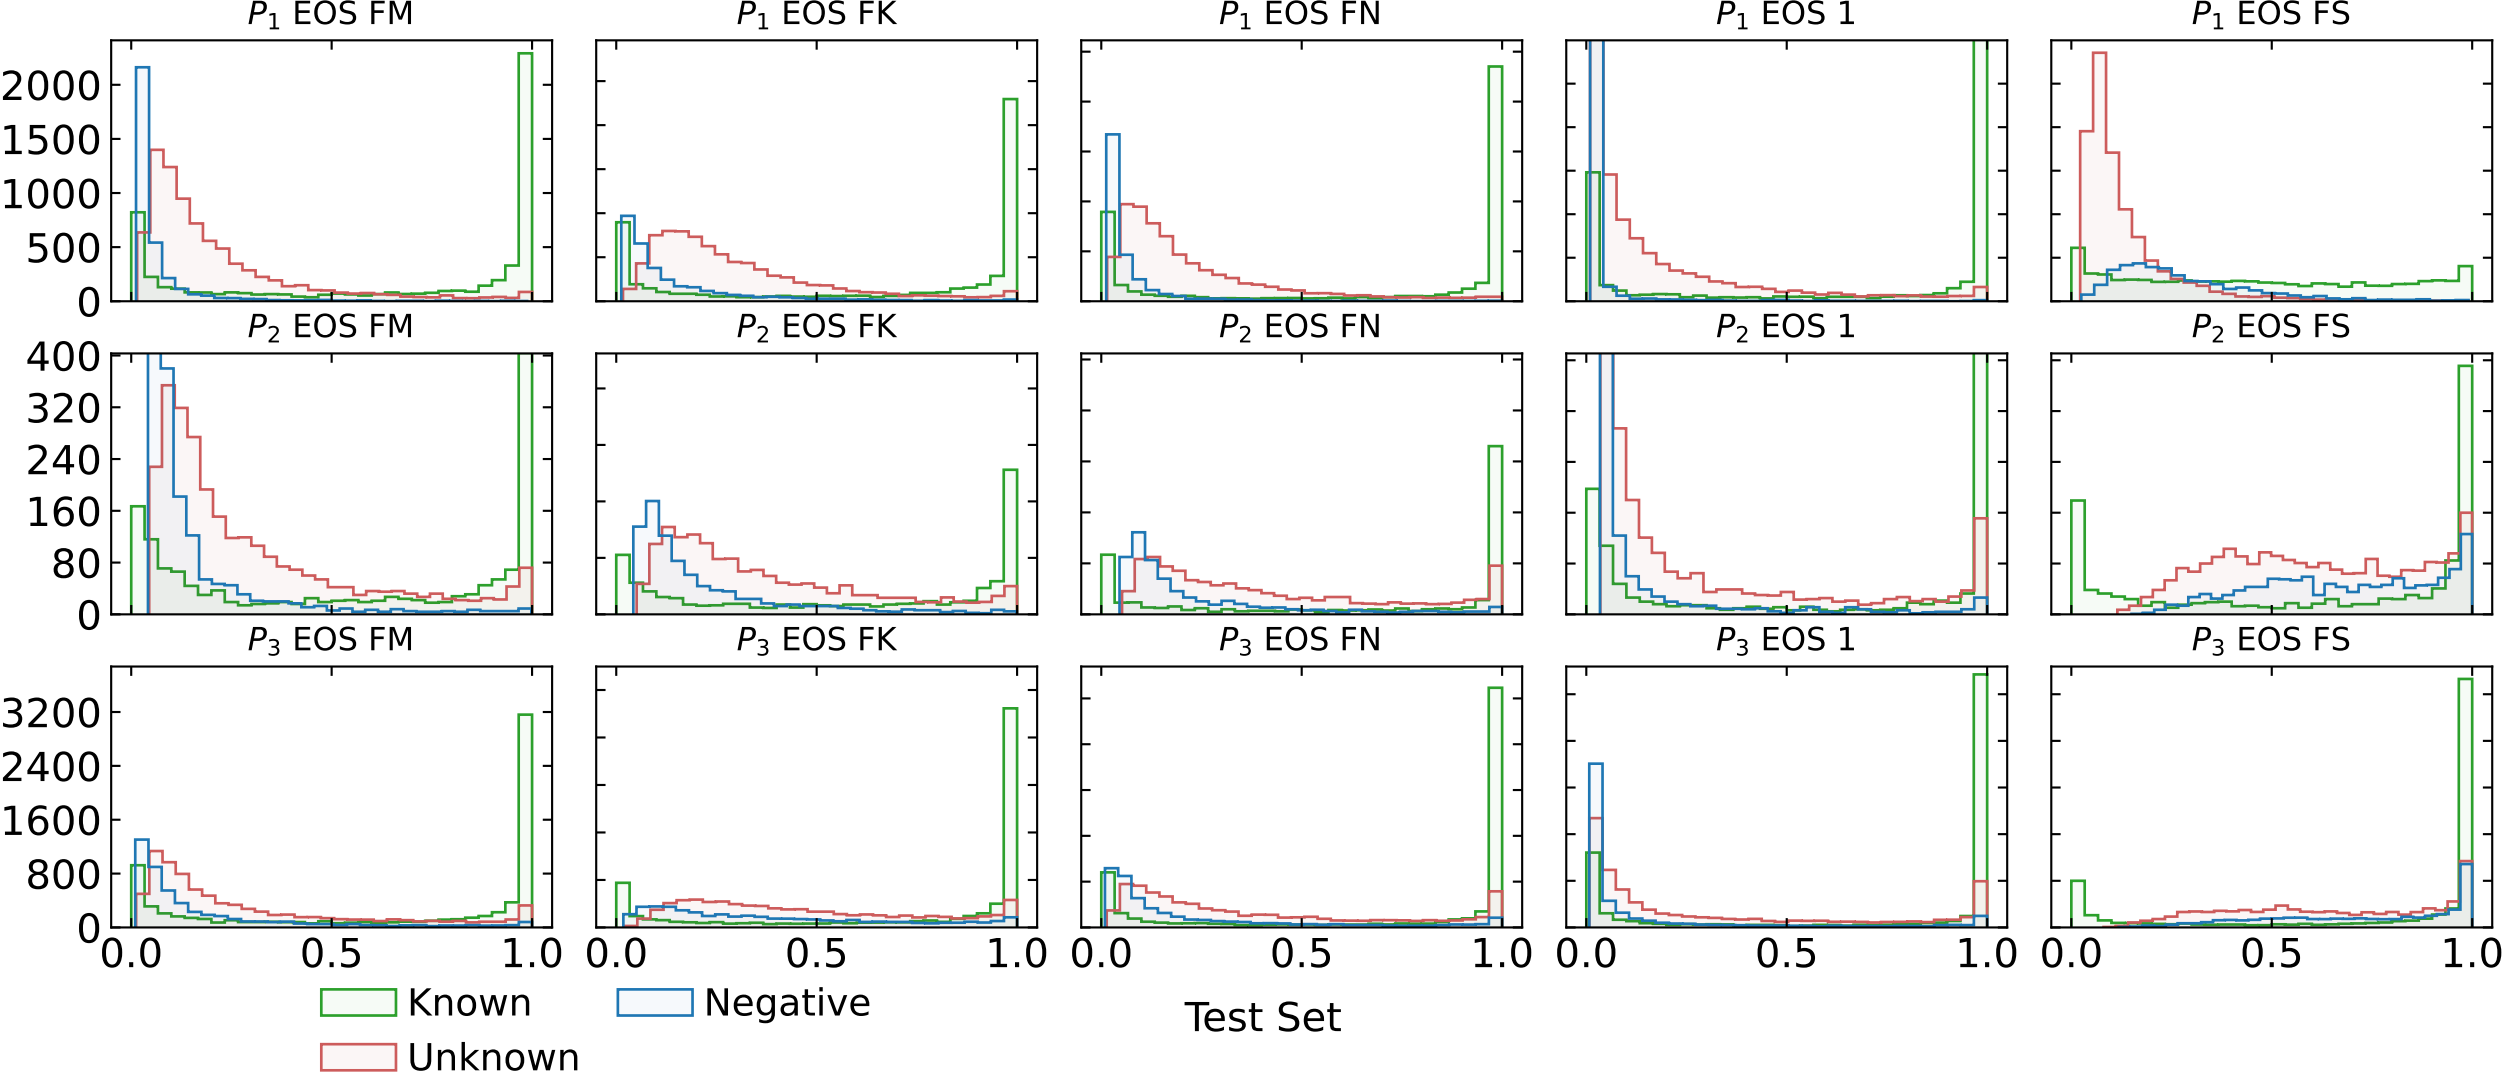 P1 EOS FM P1 EOS FK P1 EOS FN P1 EOS 1 P1 EOS FS
2000
1500
1000
500
0
P2 EOS FM P2 EOS FK P2 EOS FN P2 EOS 1 P2 EOS FS
400
320
240
160
80
0
P3 EOS FM P3 EOS FK P3 EOS FN P3 EOS 1 P3 EOS FS
3200
2400
1600
800
0
0.0 0.5 1.0 0.0 0.5 1.0 0.0 0.5 1.0 0.0 0.5 1.0 0.0 0.5 1.0
Known Negative
Test Set
Unknown